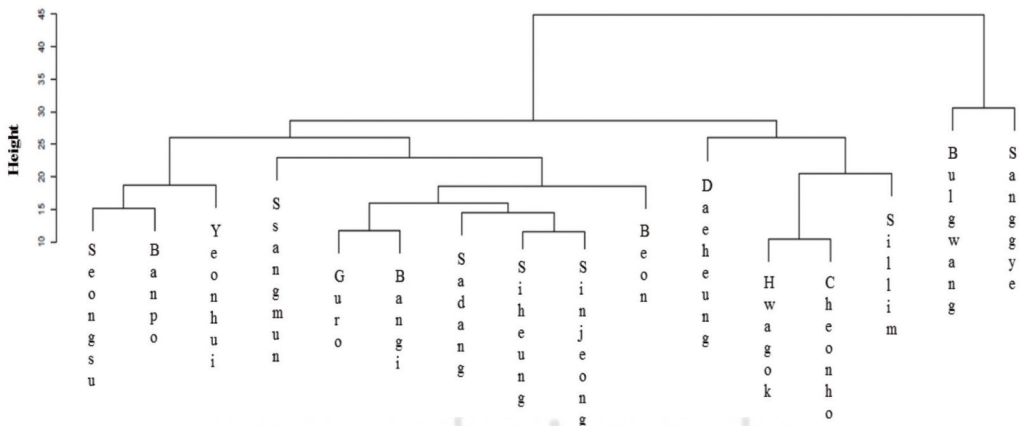 45
40
35
30
25
20
15
10
Height
Seongsu
Banpo
Yeonhui
Ssangmun
Guro
Bangi
Sadang
Siheung
Sinjeong
Beon
Daeheung
Hwagok
Cheonho
Sillim
Bulgwang
Sanggye